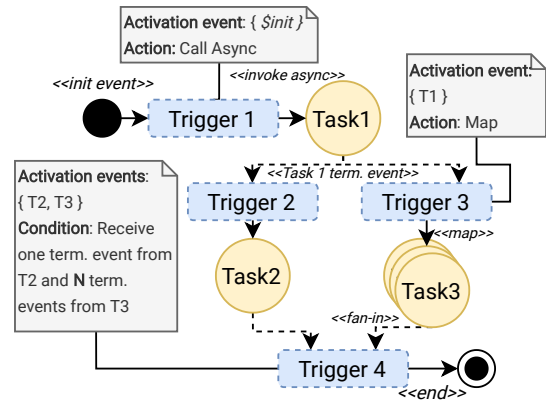 Activation event: { $init }
Action: Call Async
<<init event>>
<<invoke async>>
Activation event:
{ T1 }
Action: Map
Trigger 1
Task1
Activation events:
{ T2, T3 }
Condition: Receive
one term. event from
T2 and N term.
events from T3
<<Task 1 term. event>>
Trigger 2
Trigger 3
<<map>>
Task2
Task3
<<fan-in>>
Trigger 4
<<end>>